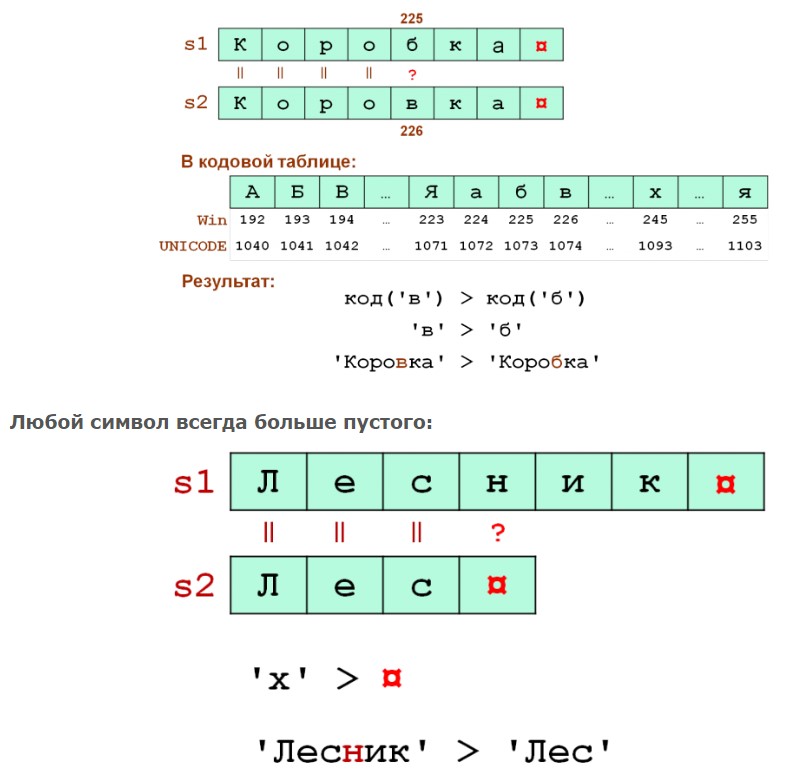 225
s1 К о р о б к а ¤
|| || || || ?
s2 К о р о в к а ¤
226
В кодовой таблице:
А Б В … Я а б в … х … я
Win 192 193 194 … 223 224 225 226 … 245 … 255
UNICODE 1040 1041 1042 … 1071 1072 1073 1074 … 1093 … 1103
Результат:
код('в') > код('б')
'в' > 'б'
'Коровка' > 'Коробка'
Любой символ всегда больше пустого:
s1 Л е с н и к ¤
|| || || ?
s2 Л е с ¤
'х' > ¤
'Лесник' > 'Лес'